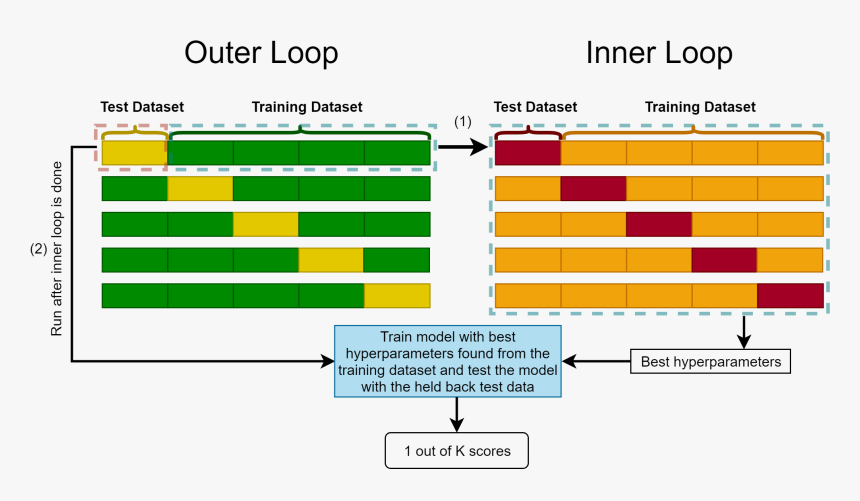 Outer Loop
Inner Loop
Test Dataset
Training Dataset
(1)
Test Dataset
Training Dataset
(2)
Run after inner loop is done
Train model with best
hyperparameters found from the
training dataset and test the model
with the held back test data
Best hyperparameters
1 out of K scores